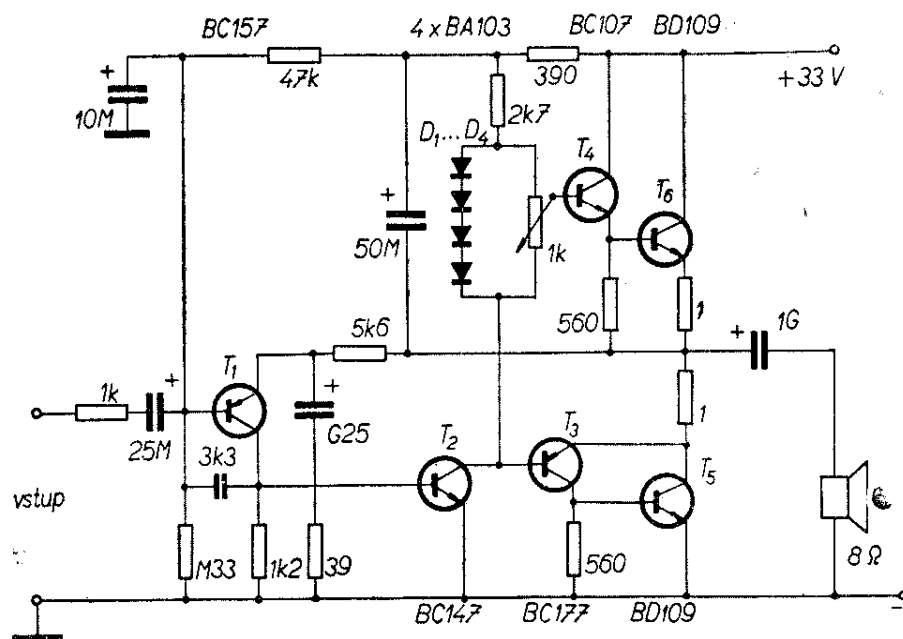 BC157 4 x BA103 BC107 BD109
+
10M
47k
390
+33 V
2k7
D1...D4
T4
T6
+
50M
1k
560
1
5k6
+
1G
T1
1k
+
25M
+
G25
1
3k3
T2
T3
T5
vstup
M33
1k2
39
560
8 Ω
BC147 BC177 BD109
−